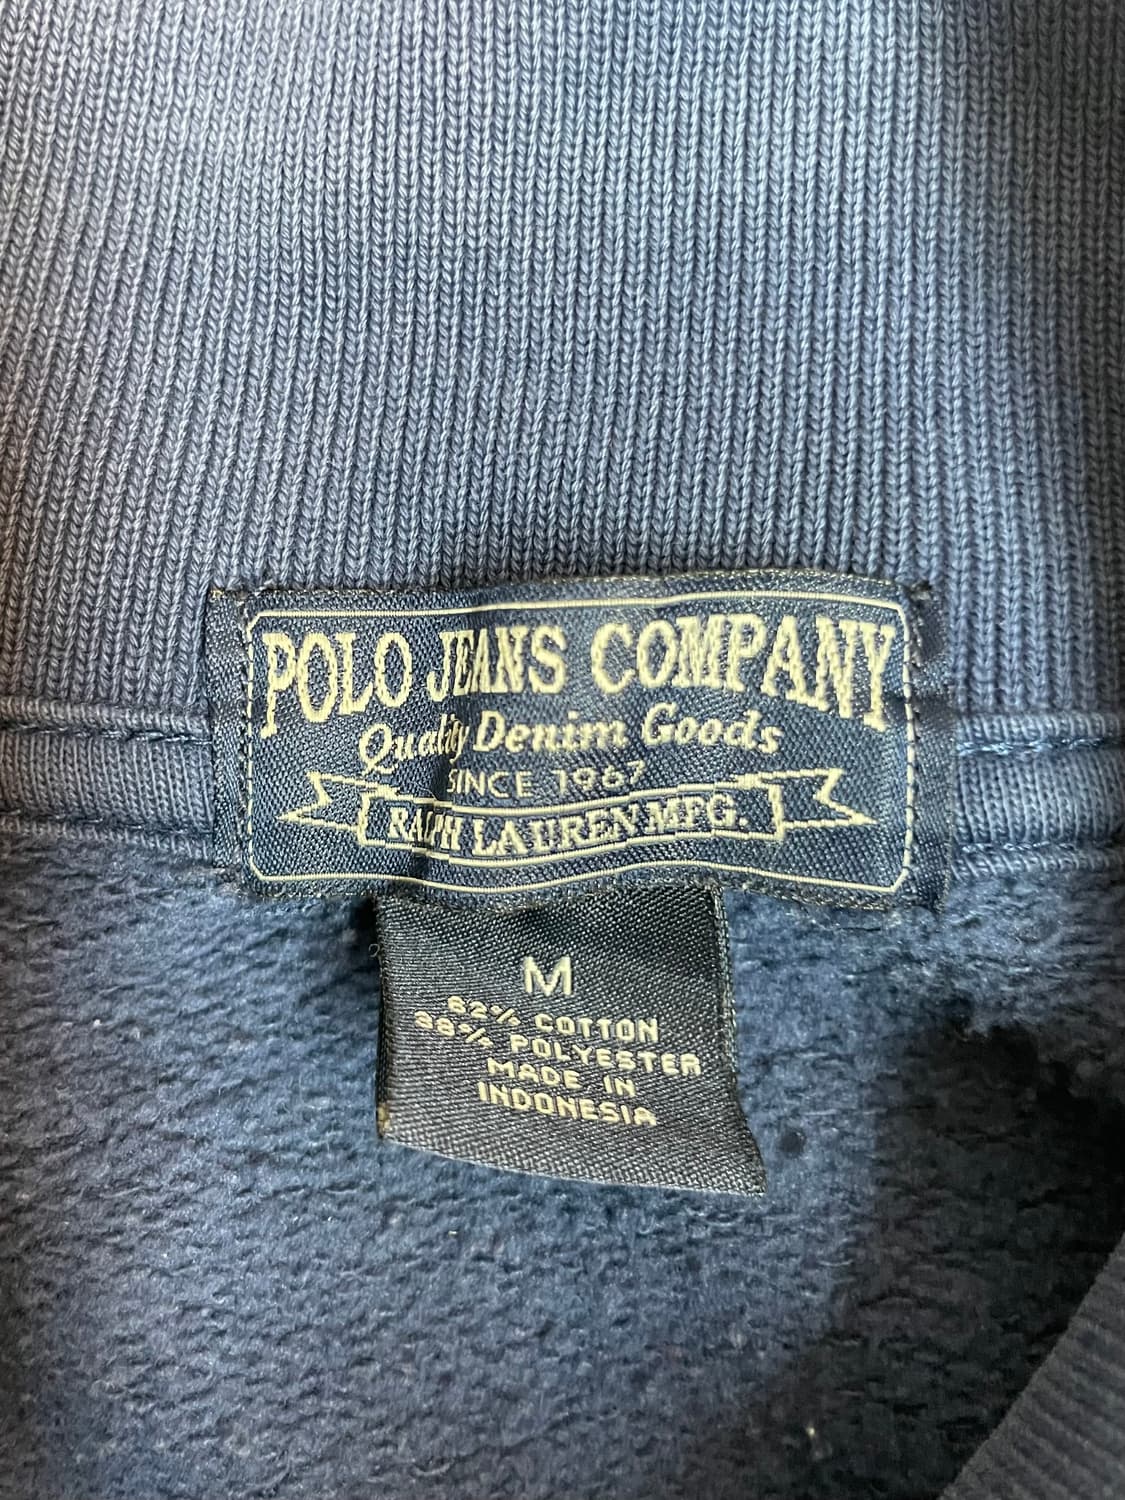 POLO JEANS COMPANY
Quality Denim Goods
SINCE 1967
RALPH LAUREN MFG.
M
62% COTTON
38% POLYESTER
MADE IN
INDONESIA